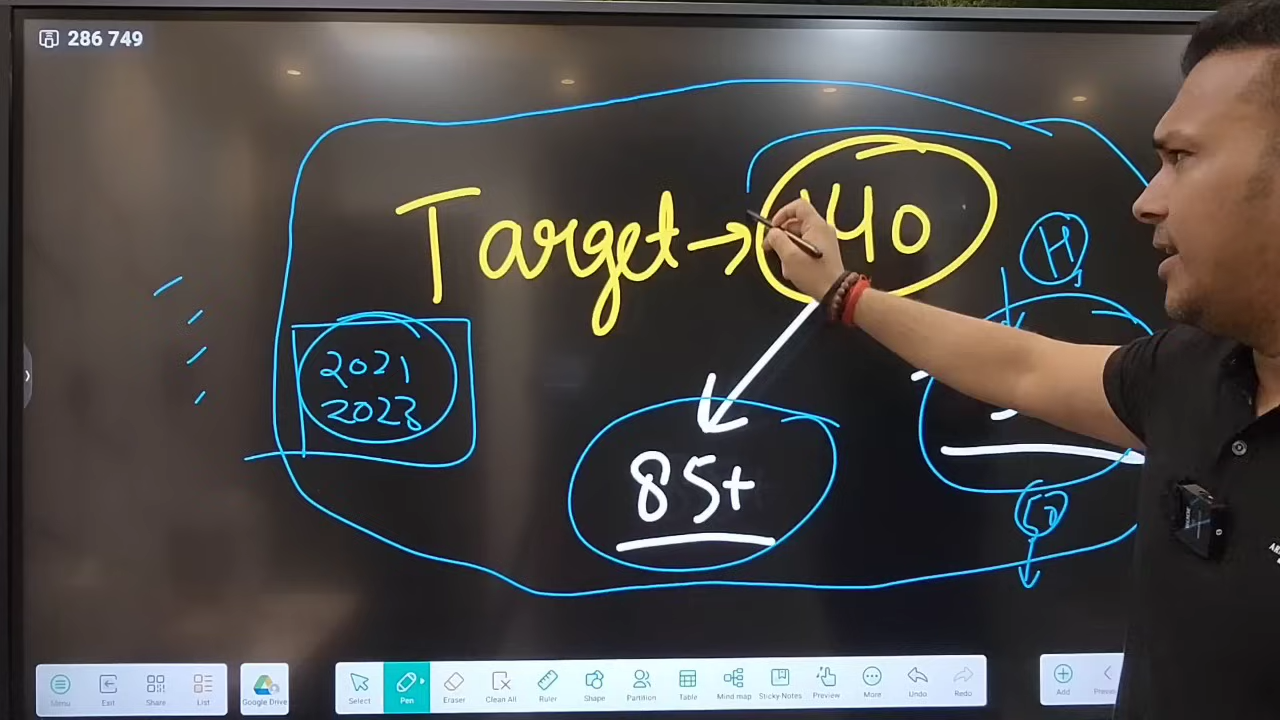 286 749
Target → 140
H
2021
2023
85+
50
Menu
Exit
Share
List
Google Drive
Select
Pen
Eraser
Clean All
Ruler
Shape
Partition
Table
Mind map
Sticky Notes
Preview
More
Undo
Redo
Add